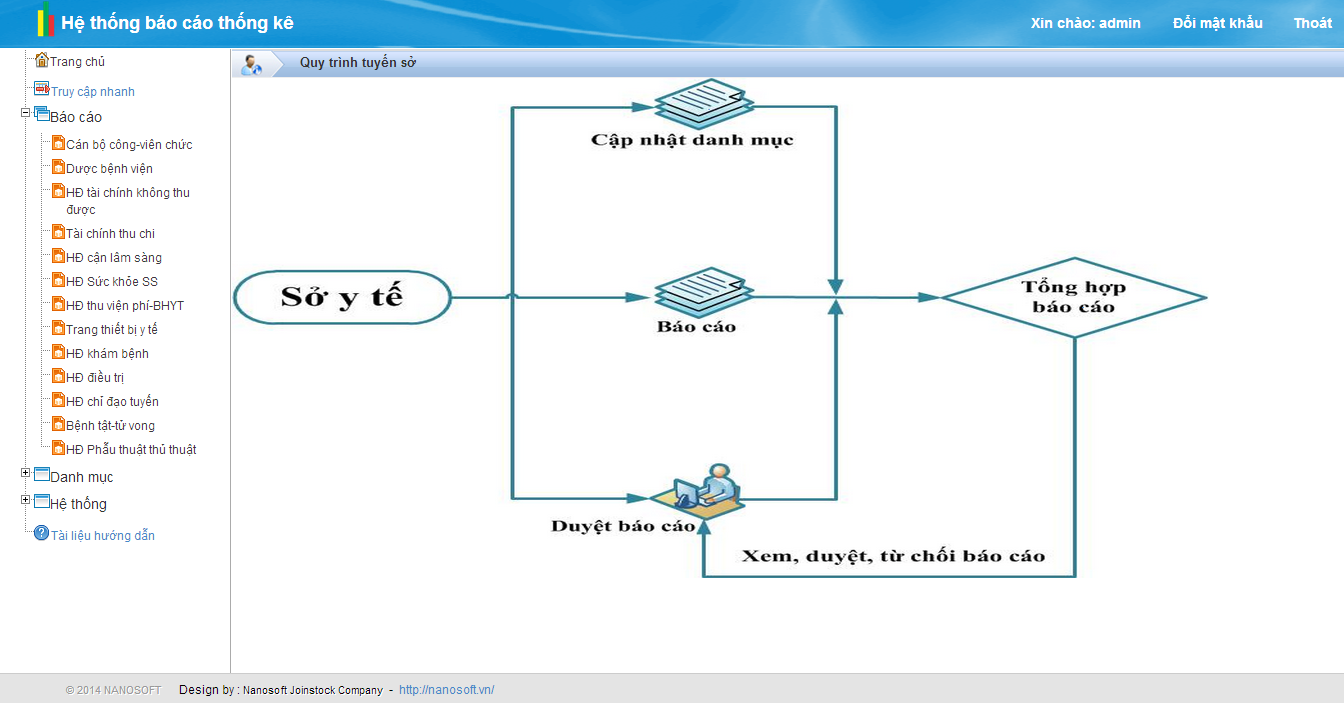 Hệ thống báo cáo thống kê
Xin chào: admin Đổi mật khẩu Thoát
Trang chủ
Truy cập nhanh
Báo cáo
Cán bộ công-viên chức
Dược bệnh viện
HĐ tài chính không thu
được
Tài chính thu chi
HĐ cận lâm sàng
HĐ Sức khỏe SS
HĐ thu viện phí-BHYT
Trang thiết bị y tế
HĐ khám bệnh
HĐ điều trị
HĐ chỉ đạo tuyến
Bệnh tật-tử vong
HĐ Phẫu thuật thủ thuật
Danh mục
Hệ thống
Tài liệu hướng dẫn
Quy trình tuyến sở
Cập nhật danh mục
Sở y tế
Báo cáo
Tổng hợp
báo cáo
Duyệt báo cáo
Xem, duyệt, từ chối báo cáo
© 2014 NANOSOFT Design by : Nanosoft Joinstock Company - http://nanosoft.vn/